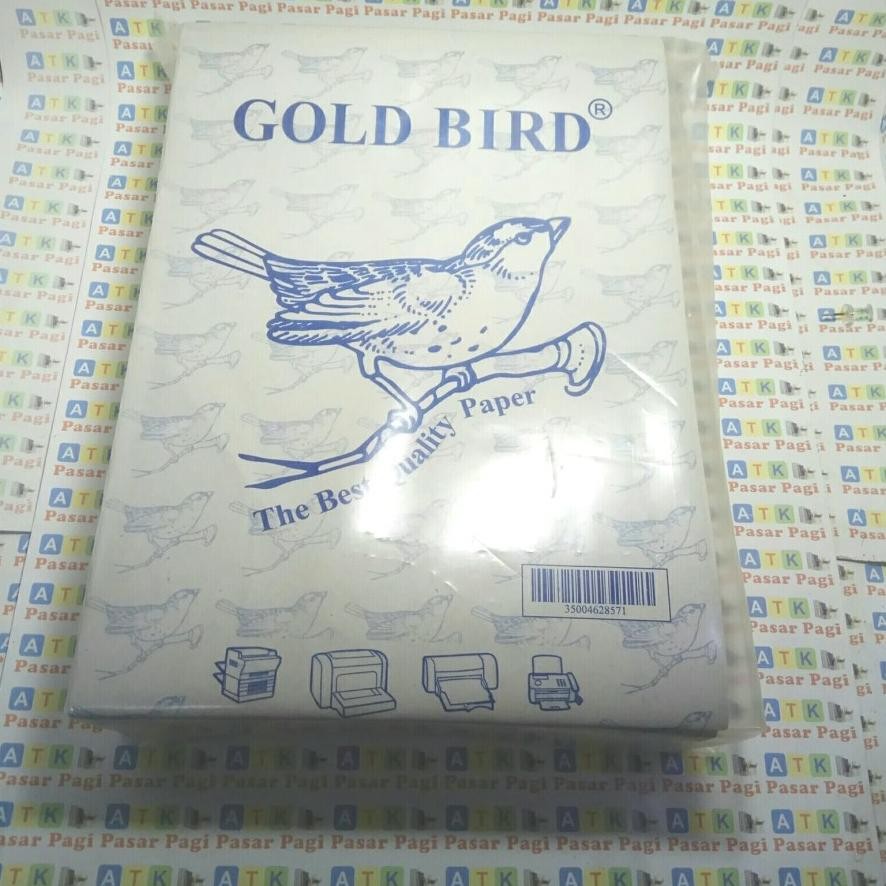 GOLD BIRD®
The Best Quality Paper
35004628571
ATK
Pasar Pagi